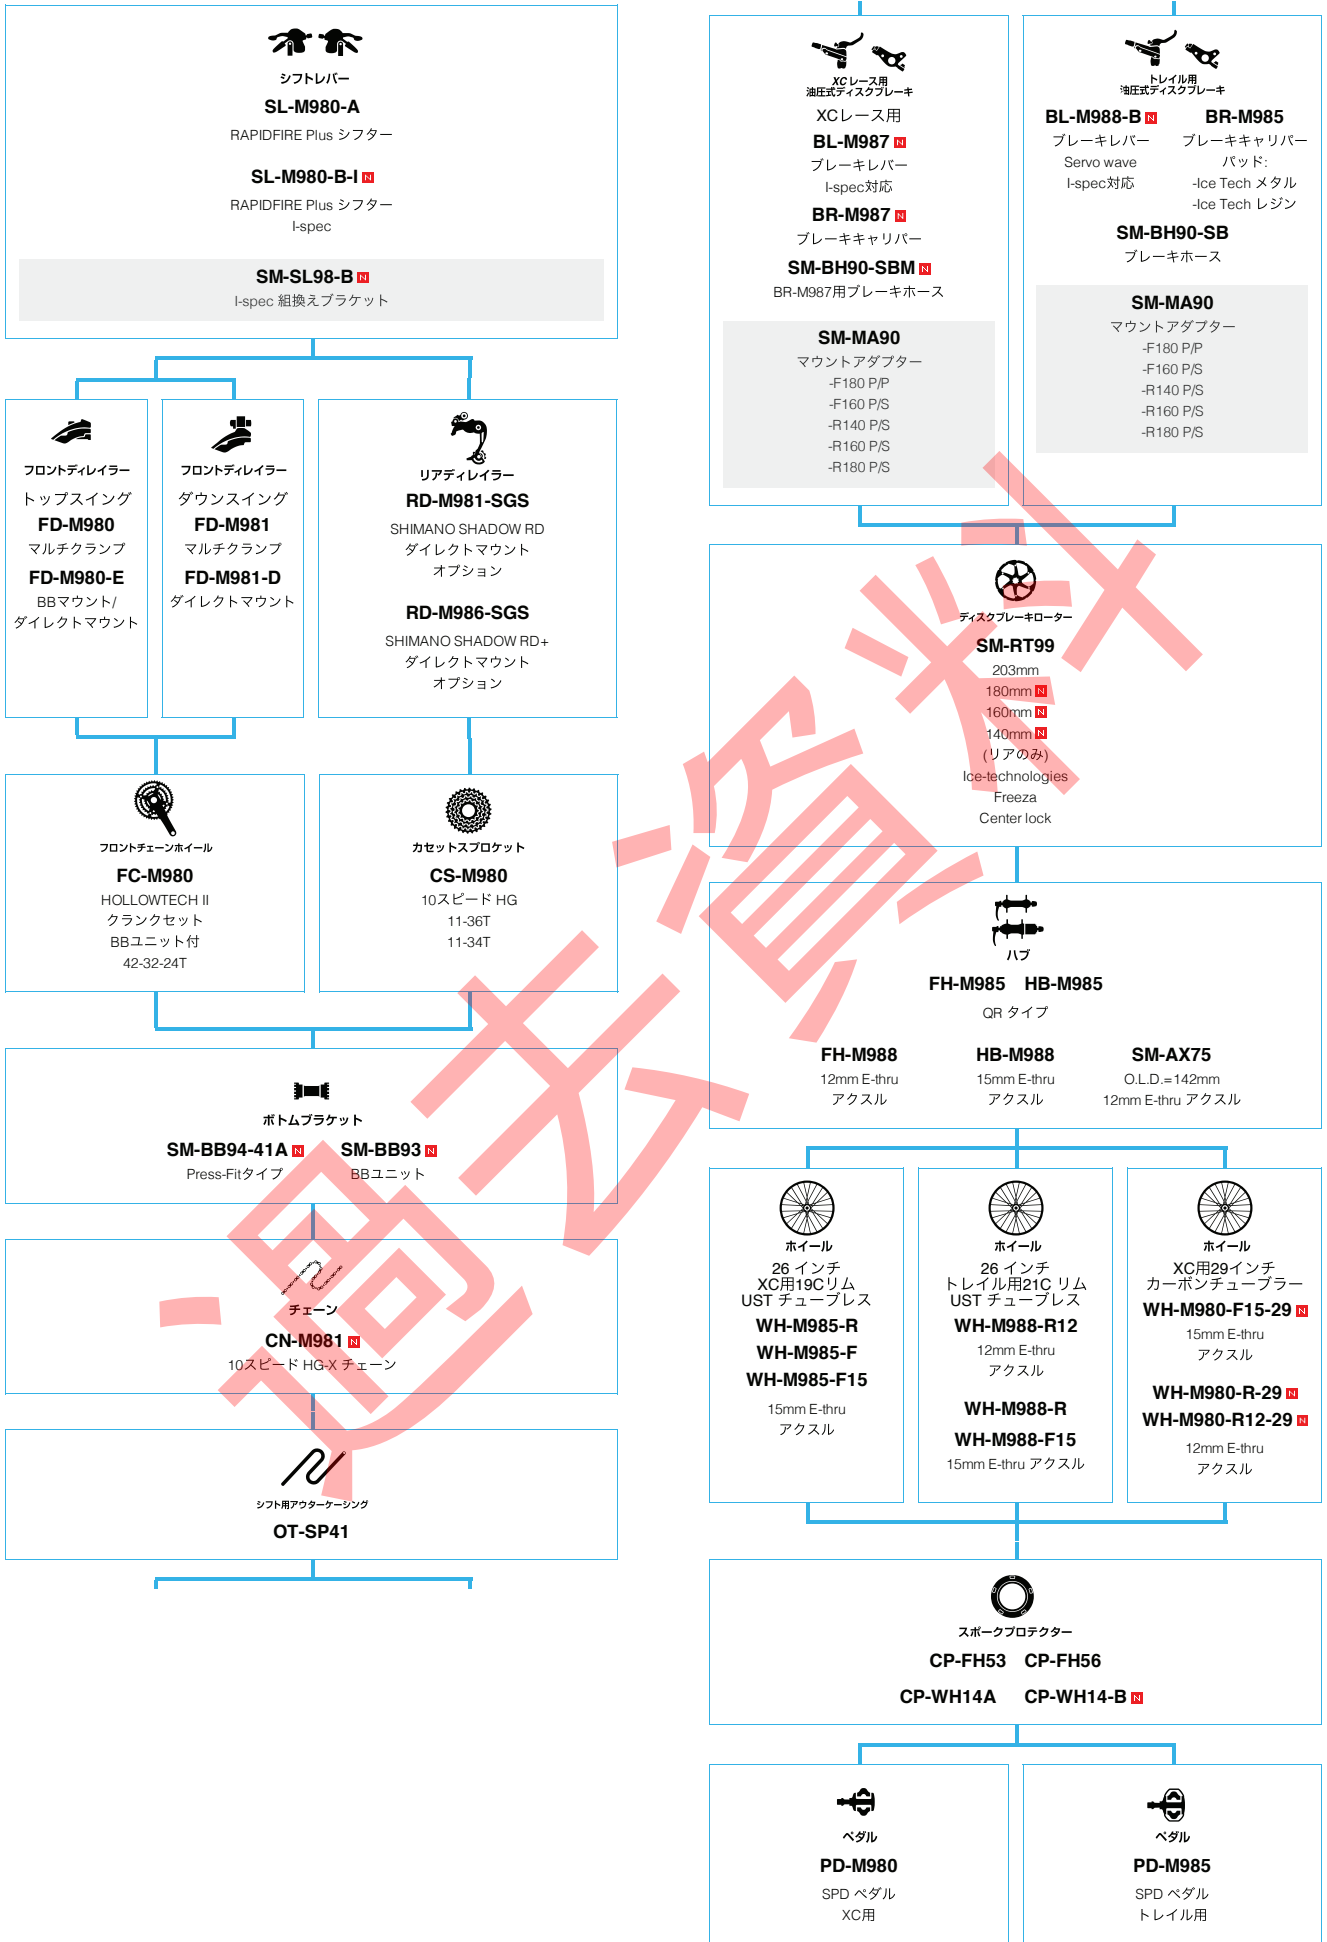 シフトレバー
SL-M980-A
RAPIDFIRE Plus シフター
SL-M980-B-I N
RAPIDFIRE Plus シフター
I-spec
SM-SL98-B N
I-spec 組換えブラケット
フロントディレイラー
トップスイング
FD-M980
マルチクランプ
FD-M980-E
BBマウント/
ダイレクトマウント
フロントディレイラー
ダウンスイング
FD-M981
マルチクランプ
FD-M981-D
ダイレクトマウント
リアディレイラー
RD-M981-SGS
SHIMANO SHADOW RD
ダイレクトマウント
オプション
RD-M986-SGS
SHIMANO SHADOW RD+
ダイレクトマウント
オプション
フロントチェーンホイール
FC-M980
HOLLOWTECH II
クランクセット
BBユニット付
42-32-24T
カセットスプロケット
CS-M980
10スピード HG
11-36T
11-34T
ボトムブラケット
SM-BB94-41A N
Press-Fitタイプ
SM-BB93 N
BBユニット
チェーン
CN-M981 N
10スピード HG-X チェーン
シフト用アウターケーシング
OT-SP41
XCレース用
油圧式ディスクブレーキ
XCレース用
BL-M987 N
ブレーキレバー
I-spec対応
BR-M987 N
ブレーキキャリパー
SM-BH90-SBM N
BR-M987用ブレーキホース
SM-MA90
マウントアダプター
-F180 P/P
-F160 P/S
-R140 P/S
-R160 P/S
-R180 P/S
トレイル用
油圧式ディスクブレーキ
BL-M988-B N
ブレーキレバー
Servo wave
I-spec対応
BR-M985
ブレーキキャリパー
パッド:
-Ice Tech メタル
-Ice Tech レジン
SM-BH90-SB
ブレーキホース
SM-MA90
マウントアダプター
-F180 P/P
-F160 P/S
-R140 P/S
-R160 P/S
-R180 P/S
ディスクブレーキローター
SM-RT99
203mm
180mm N
160mm N
140mm N
(リアのみ)
Ice-technologies
Freeza
Center lock
ハブ
FH-M985 HB-M985
QR タイプ
FH-M988
12mm E-thru
アクスル
HB-M988
15mm E-thru
アクスル
SM-AX75
O.L.D.=142mm
12mm E-thru アクスル
ホイール
26 インチ
XC用19Cリム
UST チューブレス
WH-M985-R
WH-M985-F
WH-M985-F15
15mm E-thru
アクスル
ホイール
26 インチ
トレイル用21C リム
UST チューブレス
WH-M988-R12
12mm E-thru
アクスル
WH-M988-R
WH-M988-F15
15mm E-thru アクスル
ホイール
XC用29インチ
カーボンチューブラー
WH-M980-F15-29 N
15mm E-thru
アクスル
WH-M980-R-29 N
WH-M980-R12-29 N
12mm E-thru
アクスル
スポークプロテクター
CP-FH53 CP-FH56
CP-WH14A CP-WH14-B N
ペダル
PD-M980
SPD ペダル
XC用
ペダル
PD-M985
SPD ペダル
トレイル用
過去資料